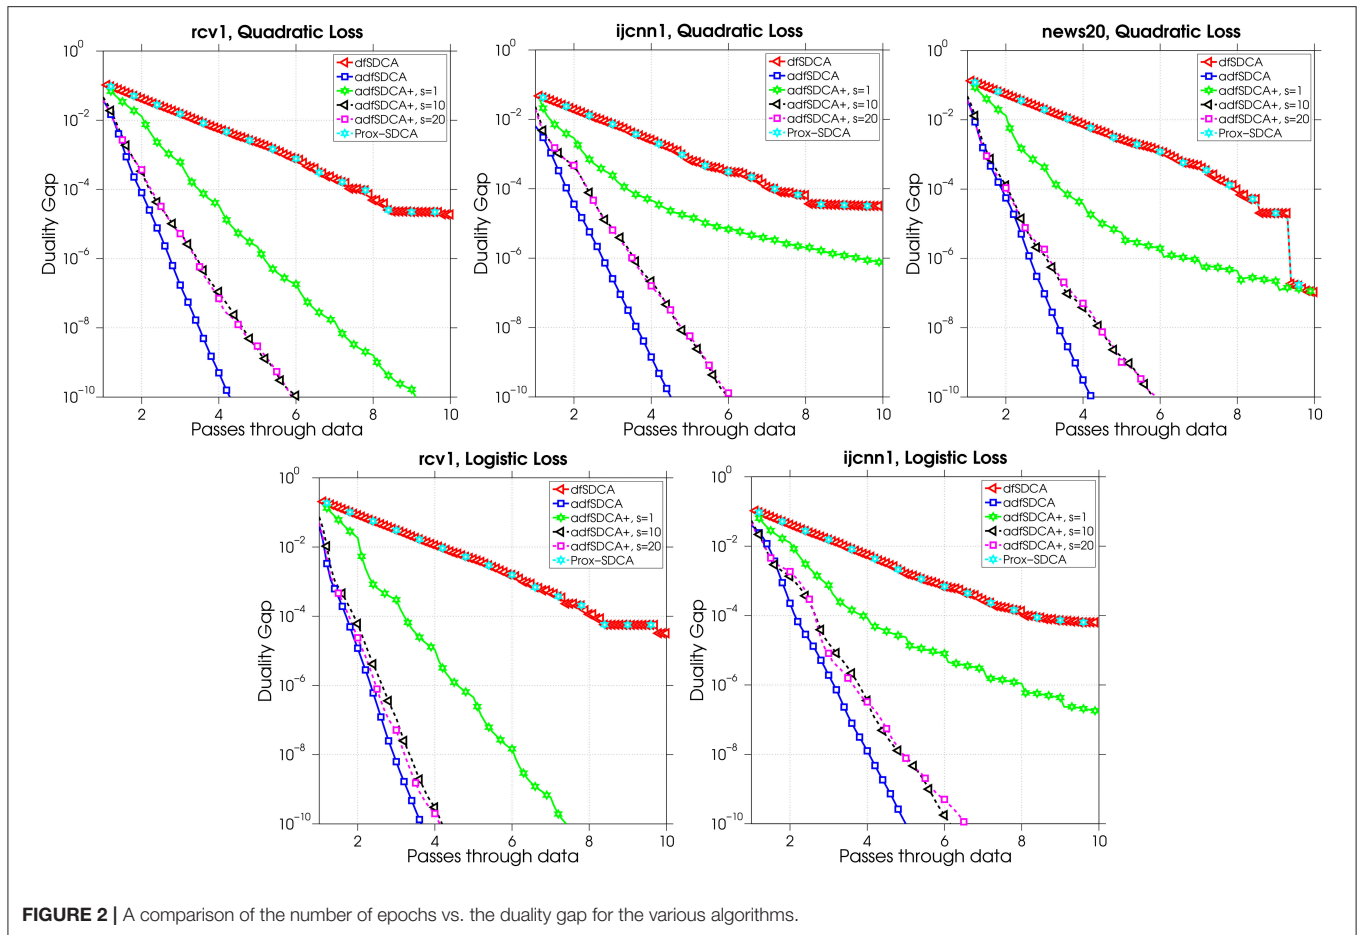 rcv1, Quadratic Loss
10^0
10^−2
10^−4
10^−6
10^−8
10^−10
Duality Gap
dfSDCA
adfSDCA
adfSDCA+, s=1
adfSDCA+, s=10
adfSDCA+, s=20
Prox−SDCA
2 4 6 8 10
Passes through data
ijcnn1, Quadratic Loss
10^0
10^−2
10^−4
10^−6
10^−8
10^−10
Duality Gap
dfSDCA
adfSDCA
adfSDCA+, s=1
adfSDCA+, s=10
adfSDCA+, s=20
Prox−SDCA
2 4 6 8 10
Passes through data
news20, Quadratic Loss
10^0
10^−2
10^−4
10^−6
10^−8
10^−10
Duality Gap
dfSDCA
adfSDCA
adfSDCA+, s=1
adfSDCA+, s=10
adfSDCA+, s=20
Prox−SDCA
2 4 6 8 10
Passes through data
rcv1, Logistic Loss
10^0
10^−2
10^−4
10^−6
10^−8
10^−10
Duality Gap
dfSDCA
adfSDCA
adfSDCA+, s=1
adfSDCA+, s=10
adfSDCA+, s=20
Prox−SDCA
2 4 6 8 10
Passes through data
ijcnn1, Logistic Loss
10^0
10^−2
10^−4
10^−6
10^−8
10^−10
Duality Gap
dfSDCA
adfSDCA
adfSDCA+, s=1
adfSDCA+, s=10
adfSDCA+, s=20
Prox−SDCA
2 4 6 8 10
Passes through data
FIGURE 2 | A comparison of the number of epochs vs. the duality gap for the various algorithms.